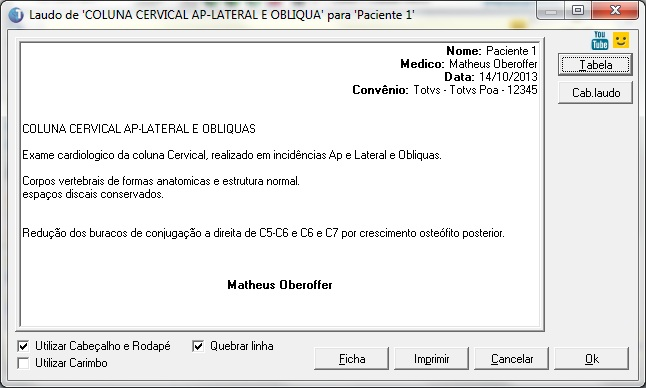 Laudo de 'COLUNA CERVICAL AP-LATERAL E OBLIQUA' para 'Paciente 1'
Nome: Paciente 1
Medico: Matheus Oberoffer
Data: 14/10/2013
Convênio: Totvs - Totvs Poa - 12345
COLUNA CERVICAL AP-LATERAL E OBLIQUAS
Exame cardiologico da coluna Cervical, realizado em incidências Ap e Lateral e Obliquas.
Corpos vertebrais de formas anatomicas e estrutura normal.
espaços discais conservados.
Redução dos buracos de conjugação a direita de C5-C6 e C6 e C7 por crescimento osteófito posterior.
Matheus Oberoffer
You Tube
Tabela
Cab.laudo
Utilizar Cabeçalho e Rodapé
Quebrar linha
Utilizar Carimbo
Ficha
Imprimir
Cancelar
Ok